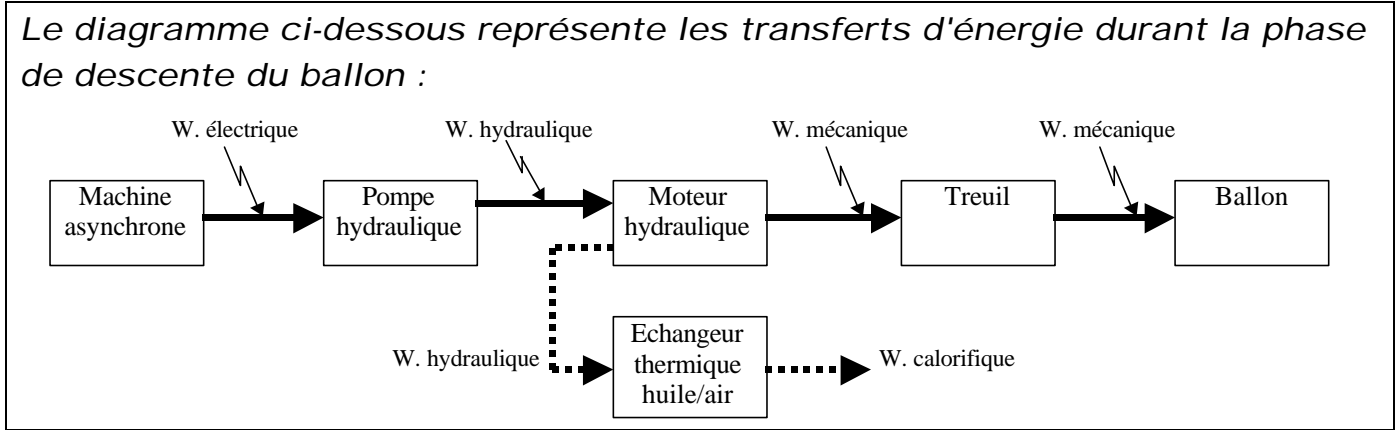 Le diagramme ci-dessous représente les transferts d'énergie durant la phase
de descente du ballon :
W. électrique
W. hydraulique
W. mécanique
W. mécanique
Machine
asynchrone
Pompe
hydraulique
Moteur
hydraulique
Treuil
Ballon
W. hydraulique
Echangeur
thermique
huile/air
W. calorifique